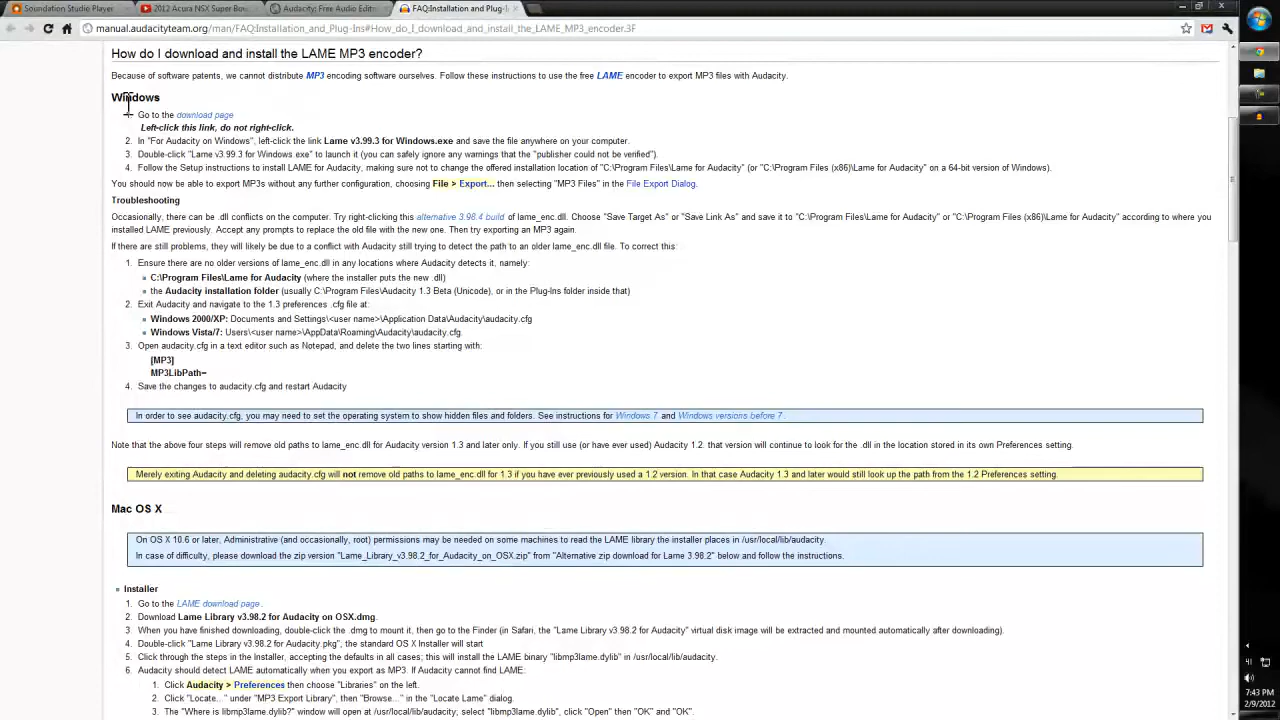 Soundation Studio Player
2012 Acura NSX Super Bow
Audacity: Free Audio Edito
FAQ:Installation and Plug-I
manual.audacityteam.org/man/FAQ:Installation_and_Plug-Ins#How_do_I_download_and_install_the_LAME_MP3_encoder.3F
How do I download and install the LAME MP3 encoder?
Because of software patents, we cannot distribute MP3 encoding software ourselves. Follow these instructions to use the free LAME encoder to export MP3 files with Audacity.
Windows
Go to the download page
Left-click this link, do not right-click.
2. In "For Audacity on Windows", left-click the link Lame v3.99.3 for Windows.exe and save the file anywhere on your computer.
3. Double-click "Lame v3.99.3 for Windows.exe" to launch it (you can safely ignore any warnings that the "publisher could not be verified").
4. Follow the Setup instructions to install LAME for Audacity, making sure not to change the offered installation location of "C:\Program Files\Lame for Audacity" (or "C:\Program Files (x86)\Lame for Audacity" on a 64-bit version of Windows).
You should now be able to export MP3s without any further configuration, choosing File > Export... then selecting "MP3 Files" in the File Export Dialog.
Troubleshooting
Occasionally, there can be .dll conflicts on the computer. Try right-clicking this alternative 3.98.4 build of lame_enc.dll. Choose "Save Target As" or "Save Link As" and save it to "C:\Program Files\Lame for Audacity" or "C:\Program Files (x86)\Lame for Audacity" according to where you
installed LAME previously. Accept any prompts to replace the old file with the new one. Then try exporting an MP3 again.
If there are still problems, they will likely be due to a conflict with Audacity still trying to detect the path to an older lame_enc.dll file. To correct this:
1. Ensure there are no older versions of lame_enc.dll in any locations where Audacity detects it, namely:
C:\Program Files\Lame for Audacity (where the installer puts the new .dll)
the Audacity installation folder (usually C:\Program Files\Audacity 1.3 Beta (Unicode), or in the Plug-Ins folder inside that)
2. Exit Audacity and navigate to the 1.3 preferences .cfg file at:
Windows 2000/XP: Documents and Settings\<user name>\Application Data\Audacity\audacity.cfg
Windows Vista/7: Users\<user name>\AppData\Roaming\Audacity\audacity.cfg.
3. Open audacity.cfg in a text editor such as Notepad, and delete the two lines starting with:
[MP3]
MP3LibPath=
4. Save the changes to audacity.cfg and restart Audacity
In order to see audacity.cfg, you may need to set the operating system to show hidden files and folders. See instructions for Windows 7 and Windows versions before 7.
Note that the above four steps will remove old paths to lame_enc.dll for Audacity version 1.3 and later only. If you still use (or have ever used) Audacity 1.2. that version will continue to look for the .dll in the location stored in its own Preferences setting.
Merely exiting Audacity and deleting audacity.cfg will not remove old paths to lame_enc.dll for 1.3 if you have ever previously used a 1.2 version. In that case Audacity 1.3 and later would still look up the path from the 1.2 Preferences setting.
Mac OS X
On OS X 10.6 or later, Administrative (and occasionally, root) permissions may be needed on some machines to read the LAME library the installer places in /usr/local/lib/audacity.
In case of difficulty, please download the zip version "Lame_Library_v3.98.2_for_Audacity_on_OSX.zip" from "Alternative zip download for Lame 3.98.2" below and follow the instructions.
Installer
1. Go to the LAME download page.
2. Download Lame Library v3.98.2 for Audacity on OSX.dmg.
3. When you have finished downloading, double-click the .dmg to mount it, then go to the Finder (in Safari, the "Lame Library v3.98.2 for Audacity" virtual disk image will be extracted and mounted automatically after downloading).
4. Double-click "Lame Library v3.98.2 for Audacity.pkg"; the standard OS X Installer will start
5. Click through the steps in the Installer, accepting the defaults in all cases; this will install the LAME binary "libmp3lame.dylib" in /usr/local/lib/audacity.
6. Audacity should detect LAME automatically when you export as MP3. If Audacity cannot find LAME:
1. Click Audacity > Preferences then choose "Libraries" on the left.
2. Click "Locate..." under "MP3 Export Library", then "Browse..." in the "Locate Lame" dialog.
3. The "Where is libmp3lame.dylib?" window will open at /usr/local/lib/audacity, select "libmp3lame.dylib", click "Open" then "OK" and "OK".
7:43 PM
2/9/2012